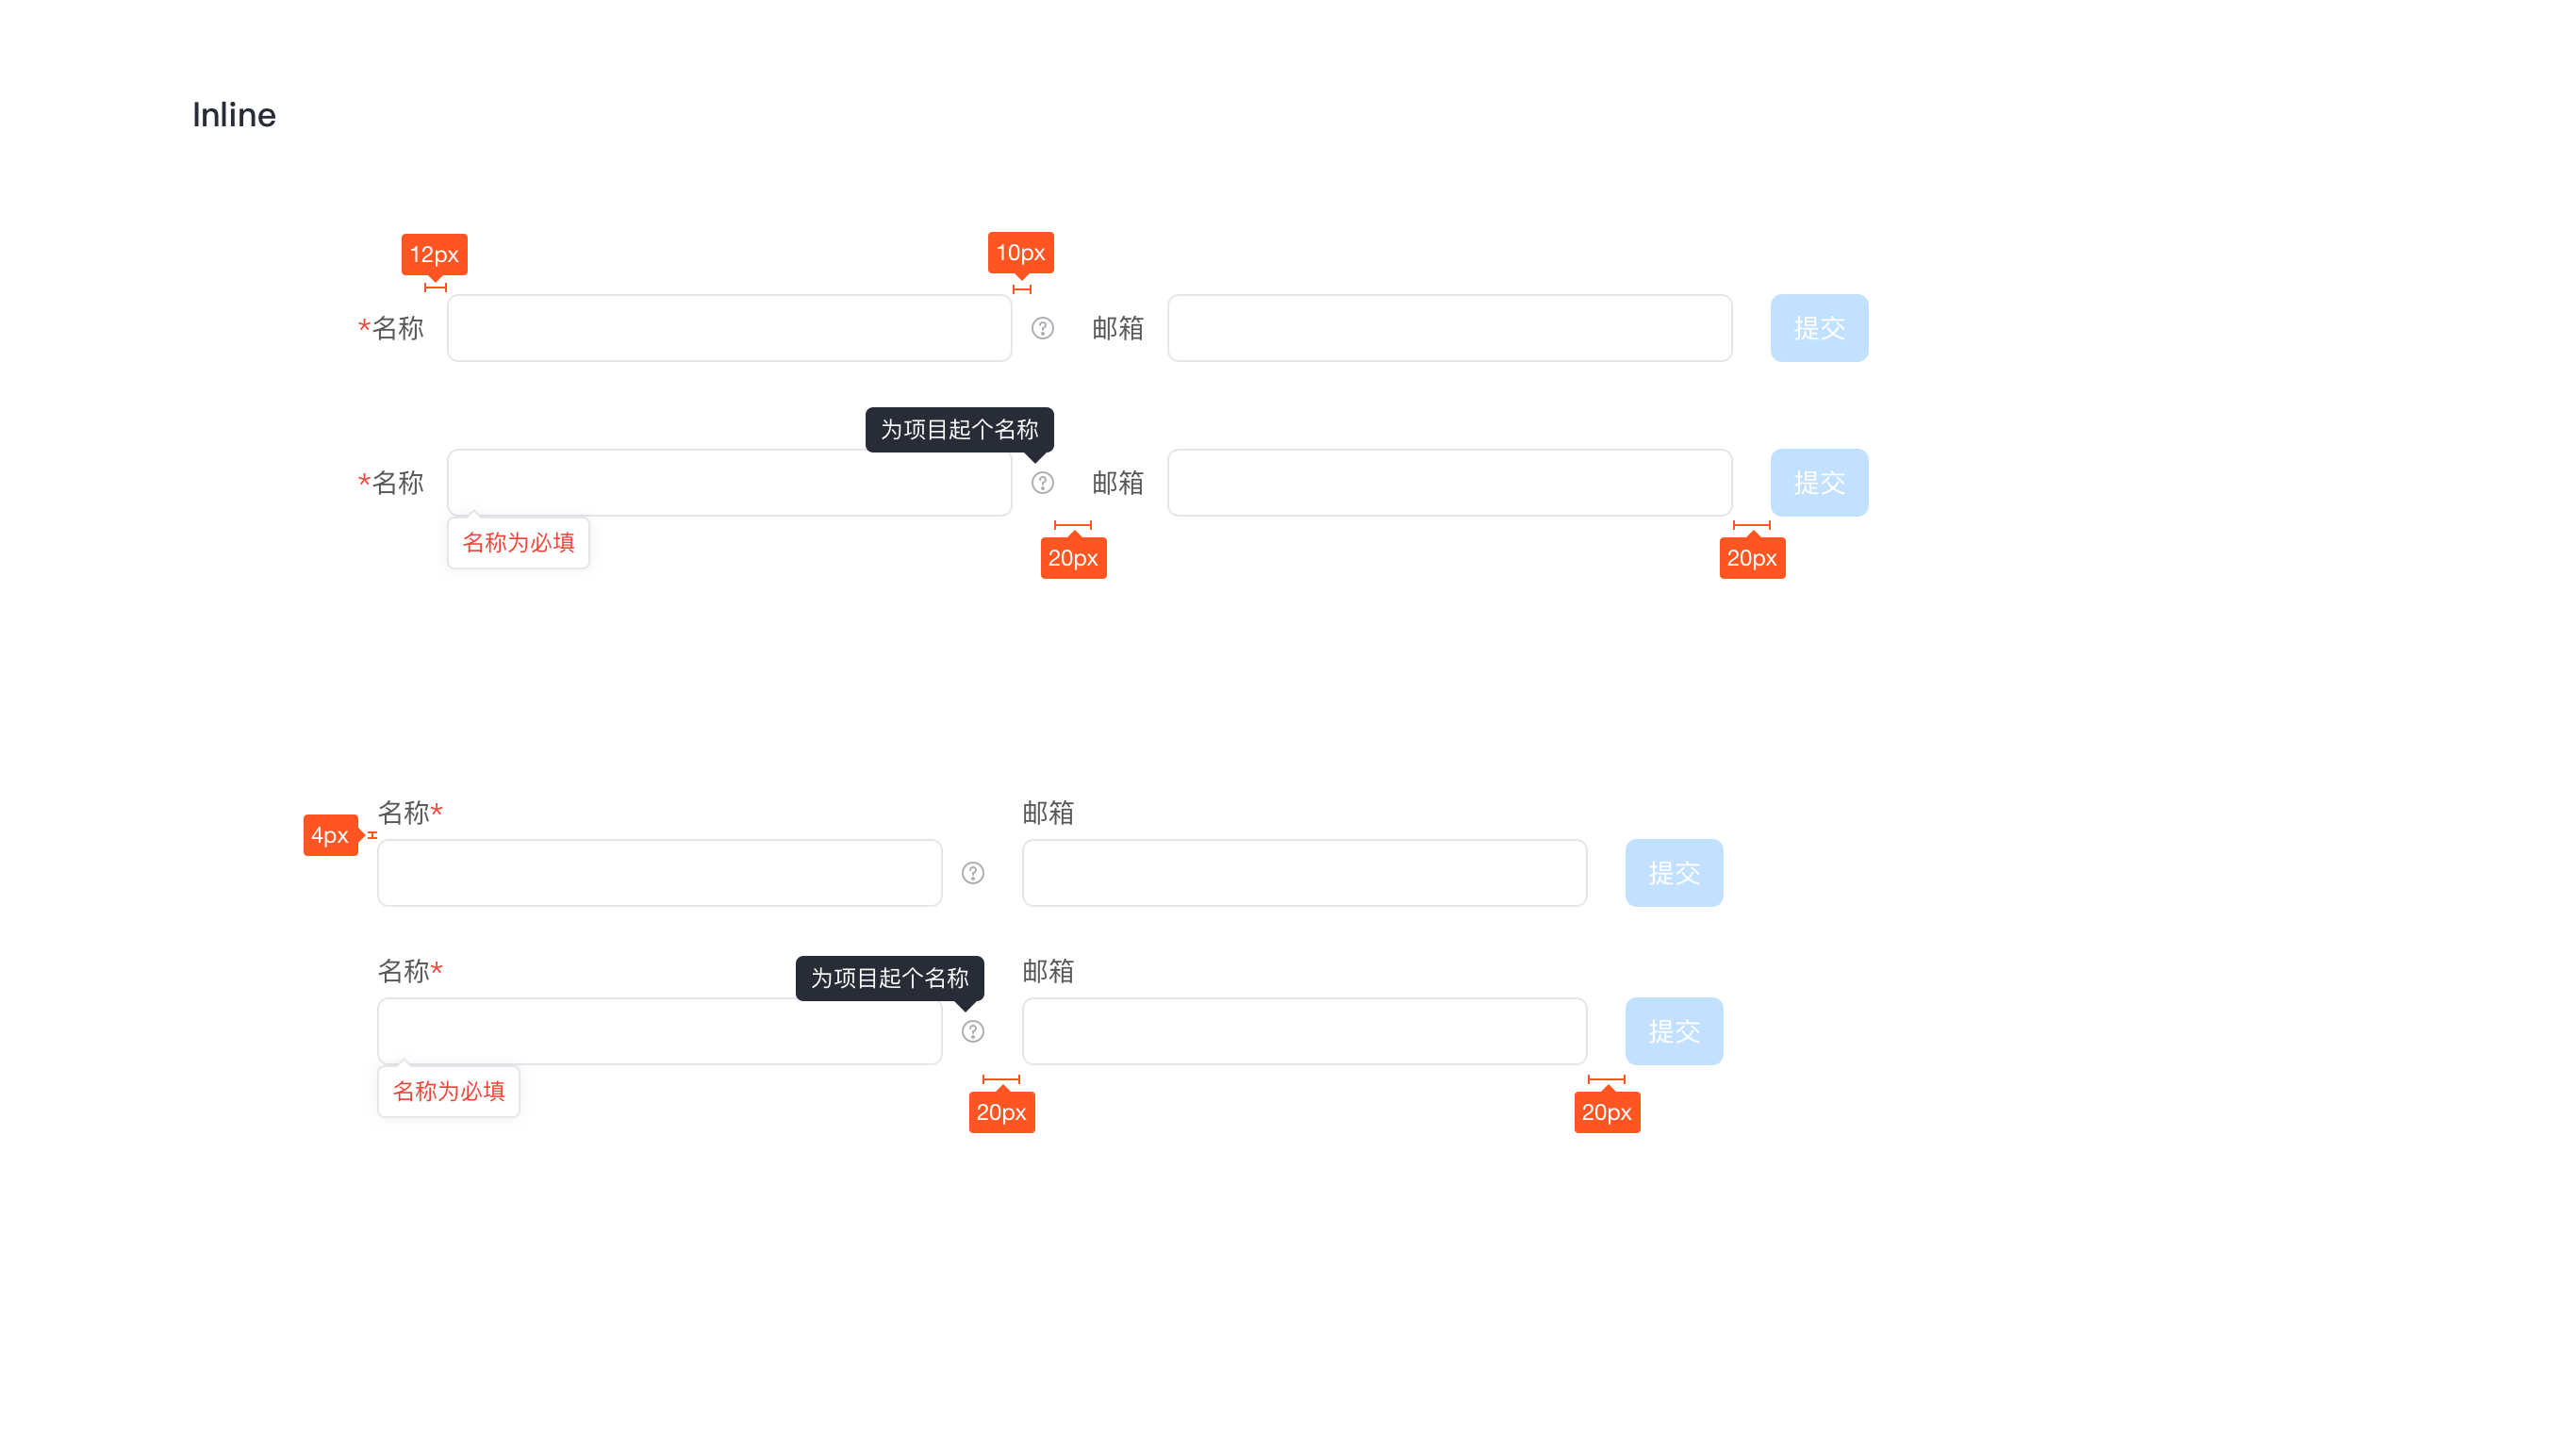 Inline
12px
10px
*名称
邮箱
提交
为项目起个名称
*名称
邮箱
提交
名称为必填
20px
20px
名称*
邮箱
4px
提交
名称*
为项目起个名称
邮箱
提交
名称为必填
20px
20px